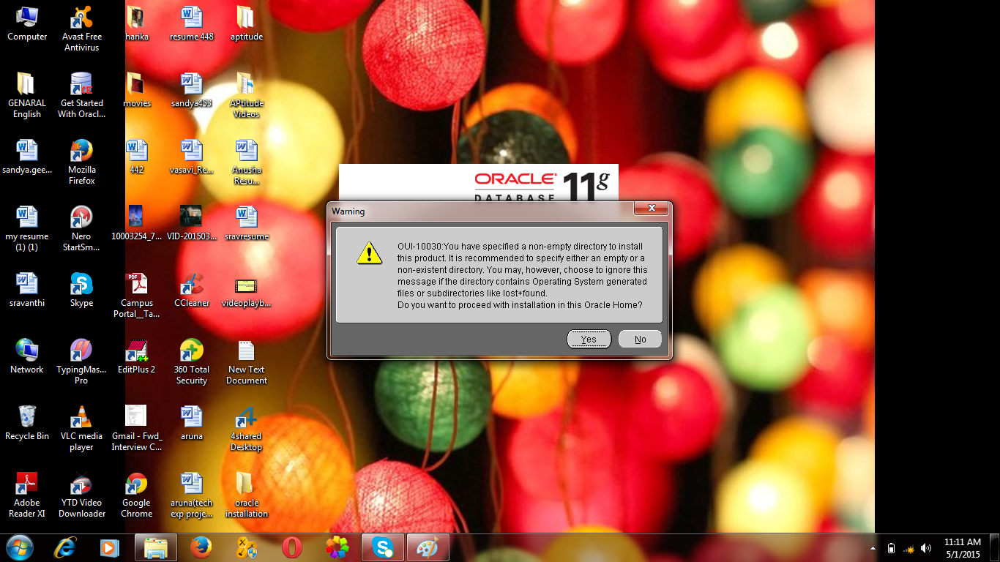 Computer
Avast Free
Antivirus
harika
resume 448
aptitude
GENARAL
English
Get Started
With Oracl...
movies
sandya453
APtitude
Videos
sandya.gee...
Mozilla
Firefox
442
vasavi_Re...
Anusha
Resu...
my resume
(1) (1)
Nero
StartSm...
10003254_7...
VID-201503...
sravresume
sravanthi
Skype
Campus
Portal__Ta...
CCleaner
videoplayb...
Network
TypingMas...
Pro
EditPlus 2
360 Total
Security
New Text
Document
Recycle Bin
VLC media
player
Gmail - Fwd_
Interview C...
aruna
4shared
Desktop
Adobe
Reader XI
YTD Video
Downloader
Google
Chrome
aruna(tech
exp proje...
oracle
installation
ORACLE 11g
DATABASE
Warning
OUI-10030:You have specified a non-empty directory to install
this product. It is recommended to specify either an empty or a
non-existent directory. You may, however, choose to ignore this
message if the directory contains Operating System generated
files or subdirectories like lost+found.
Do you want to proceed with installation in this Oracle Home?
Yes No
11:11 AM
5/1/2015